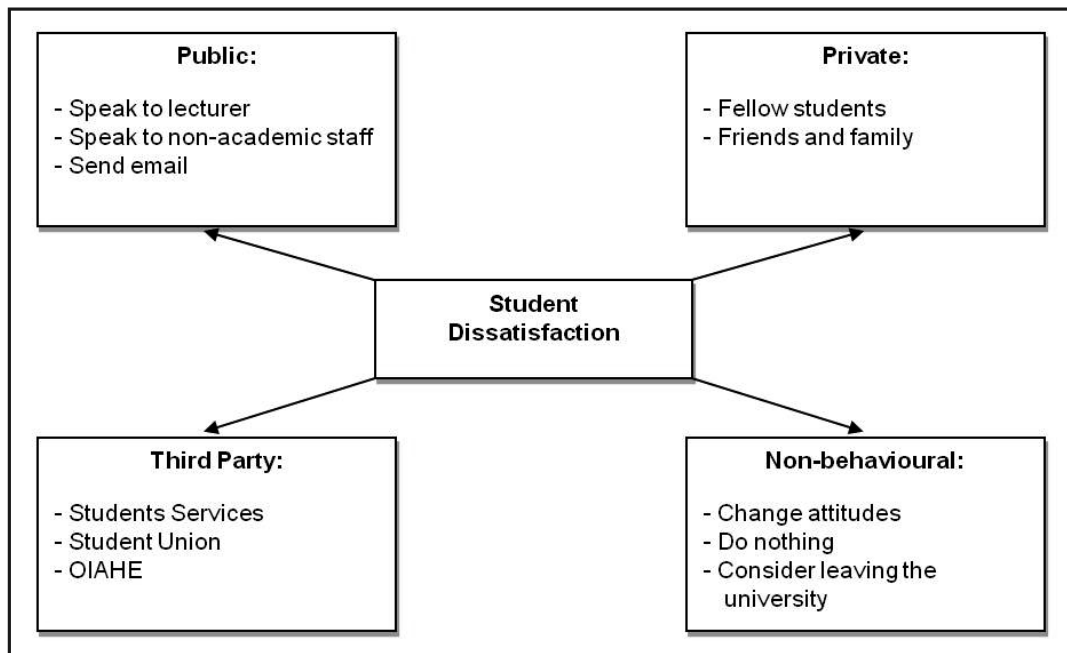 Public:
- Speak to lecturer
- Speak to non-academic staff
- Send email
Private:
- Fellow students
- Friends and family
Student
Dissatisfaction
Third Party:
- Students Services
- Student Union
- OIAHE
Non-behavioural:
- Change attitudes
- Do nothing
- Consider leaving the
university